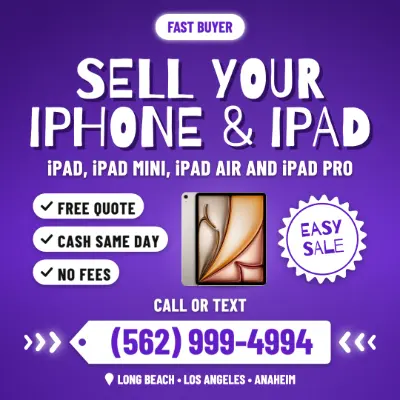 FAST BUYER
SELL YOUR
IPHONE & IPAD
iPAD, iPAD MINI, iPAD AIR AND iPAD PRO
FREE QUOTE
CASH SAME DAY
NO FEES
EASY
SALE
CALL OR TEXT
(562) 999-4994
LONG BEACH • LOS ANGELES • ANAHEIM